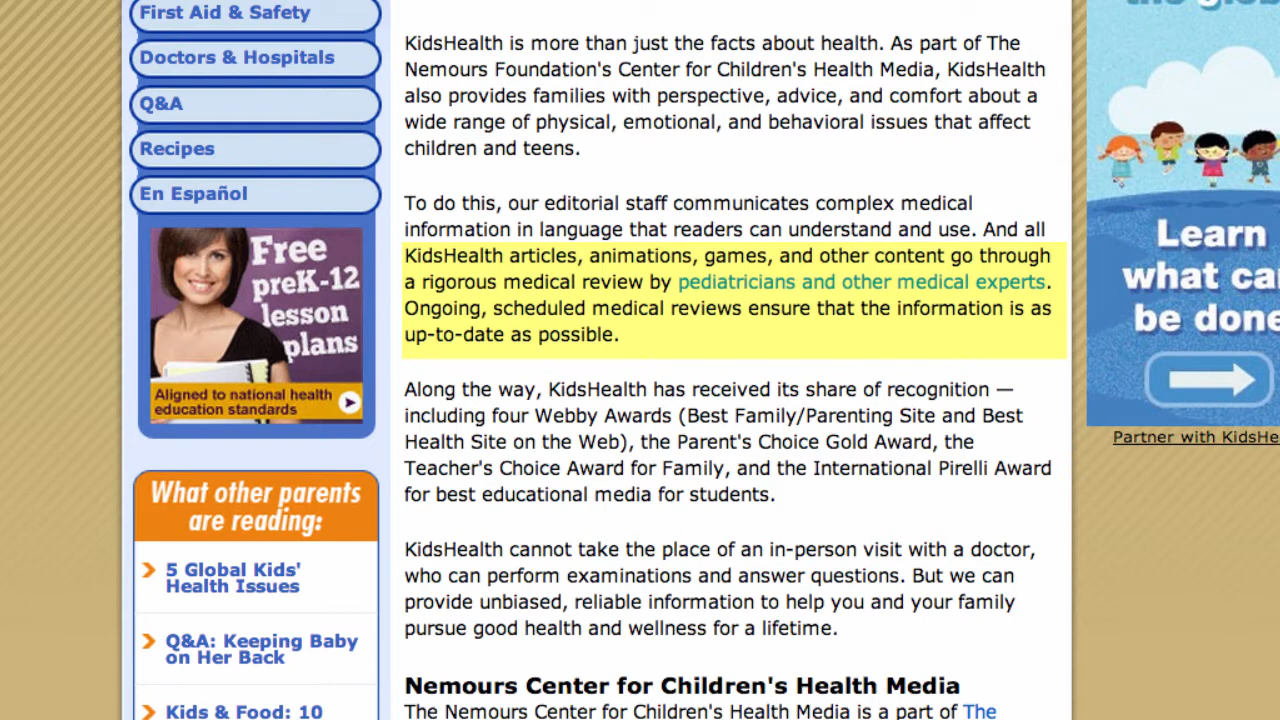 First Aid & Safety
Doctors & Hospitals
Q&A
Recipes
En Español
Free
preK-12
lesson
plans
Aligned to national health
education standards
What other parents
are reading:
5 Global Kids'
Health Issues
Q&A: Keeping Baby
on Her Back
Kids & Food: 10
KidsHealth is more than just the facts about health. As part of The
Nemours Foundation's Center for Children's Health Media, KidsHealth
also provides families with perspective, advice, and comfort about a
wide range of physical, emotional, and behavioral issues that affect
children and teens.
To do this, our editorial staff communicates complex medical
information in language that readers can understand and use. And all
KidsHealth articles, animations, games, and other content go through
a rigorous medical review by pediatricians and other medical experts.
Ongoing, scheduled medical reviews ensure that the information is as
up-to-date as possible.
Along the way, KidsHealth has received its share of recognition —
including four Webby Awards (Best Family/Parenting Site and Best
Health Site on the Web), the Parent's Choice Gold Award, the
Teacher's Choice Award for Family, and the International Pirelli Award
for best educational media for students.
KidsHealth cannot take the place of an in-person visit with a doctor,
who can perform examinations and answer questions. But we can
provide unbiased, reliable information to help you and your family
pursue good health and wellness for a lifetime.
Nemours Center for Children's Health Media
The Nemours Center for Children's Health Media is a part of The
Learn
what ca
be done
Partner with KidsHe